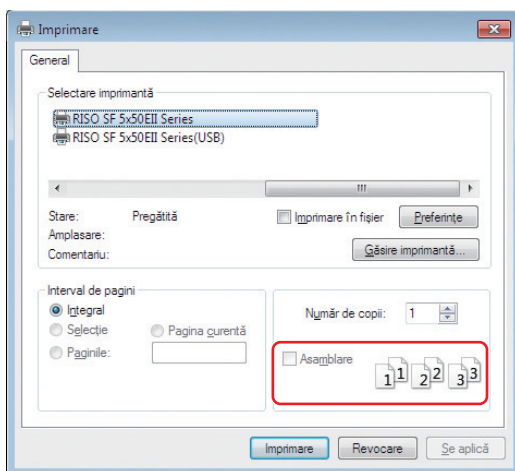 Imprimare
General
Selectare imprimantă
RISO SF 5x50EII Series
RISO SF 5x50EII Series(USB)
Stare: Pregătită Imprimare în fișier Preferințe
Amplasare:
Comentariu: Găsire imprimantă...
Interval de pagini
Integral
Selecție Pagina curentă
Paginile:
Număr de copii: 1
Asamblare 1 1 2 2 3 3
Imprimare Revocare Se aplică